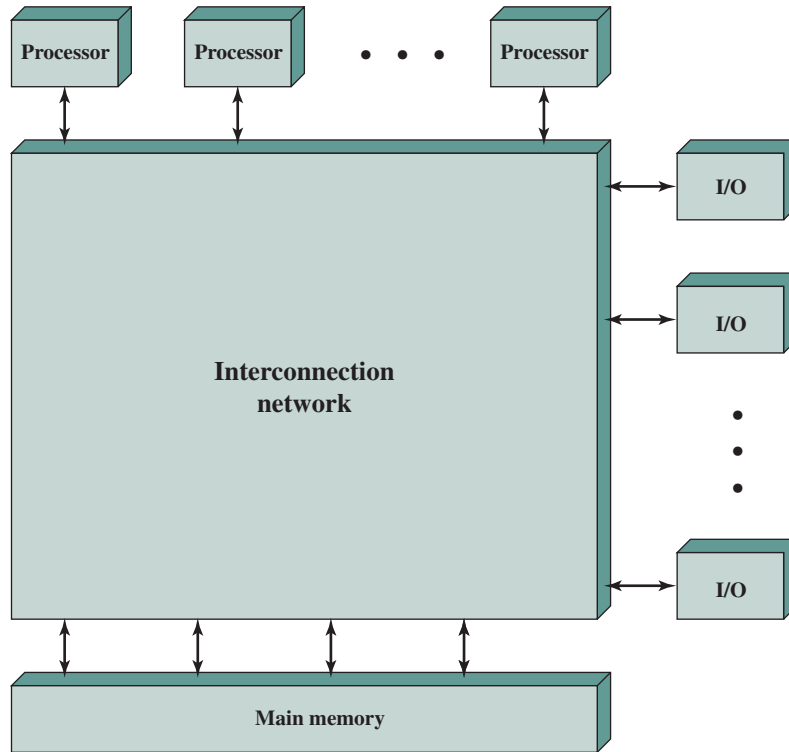 Processor
Processor
Processor
I/O
I/O
Interconnection
network
I/O
Main memory